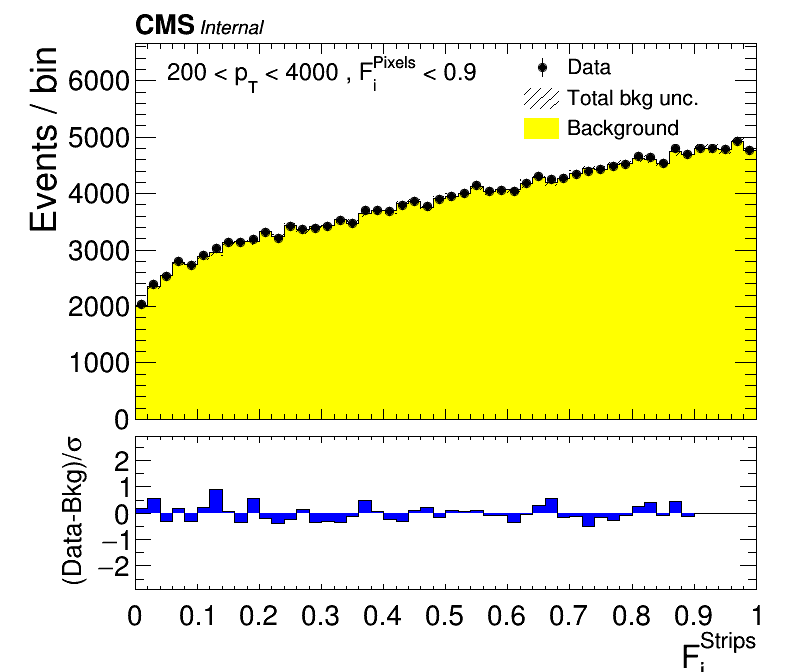 CMS Internal
200 < p_T < 4000 , F_i^Pixels < 0.9
Data
Total bkg unc.
Background
Events / bin
6000
5000
4000
3000
2000
1000
0
(Data-Bkg)/σ
2
1
0
−1
−2
0 0.1 0.2 0.3 0.4 0.5 0.6 0.7 0.8 0.9 1
F_i^Strips